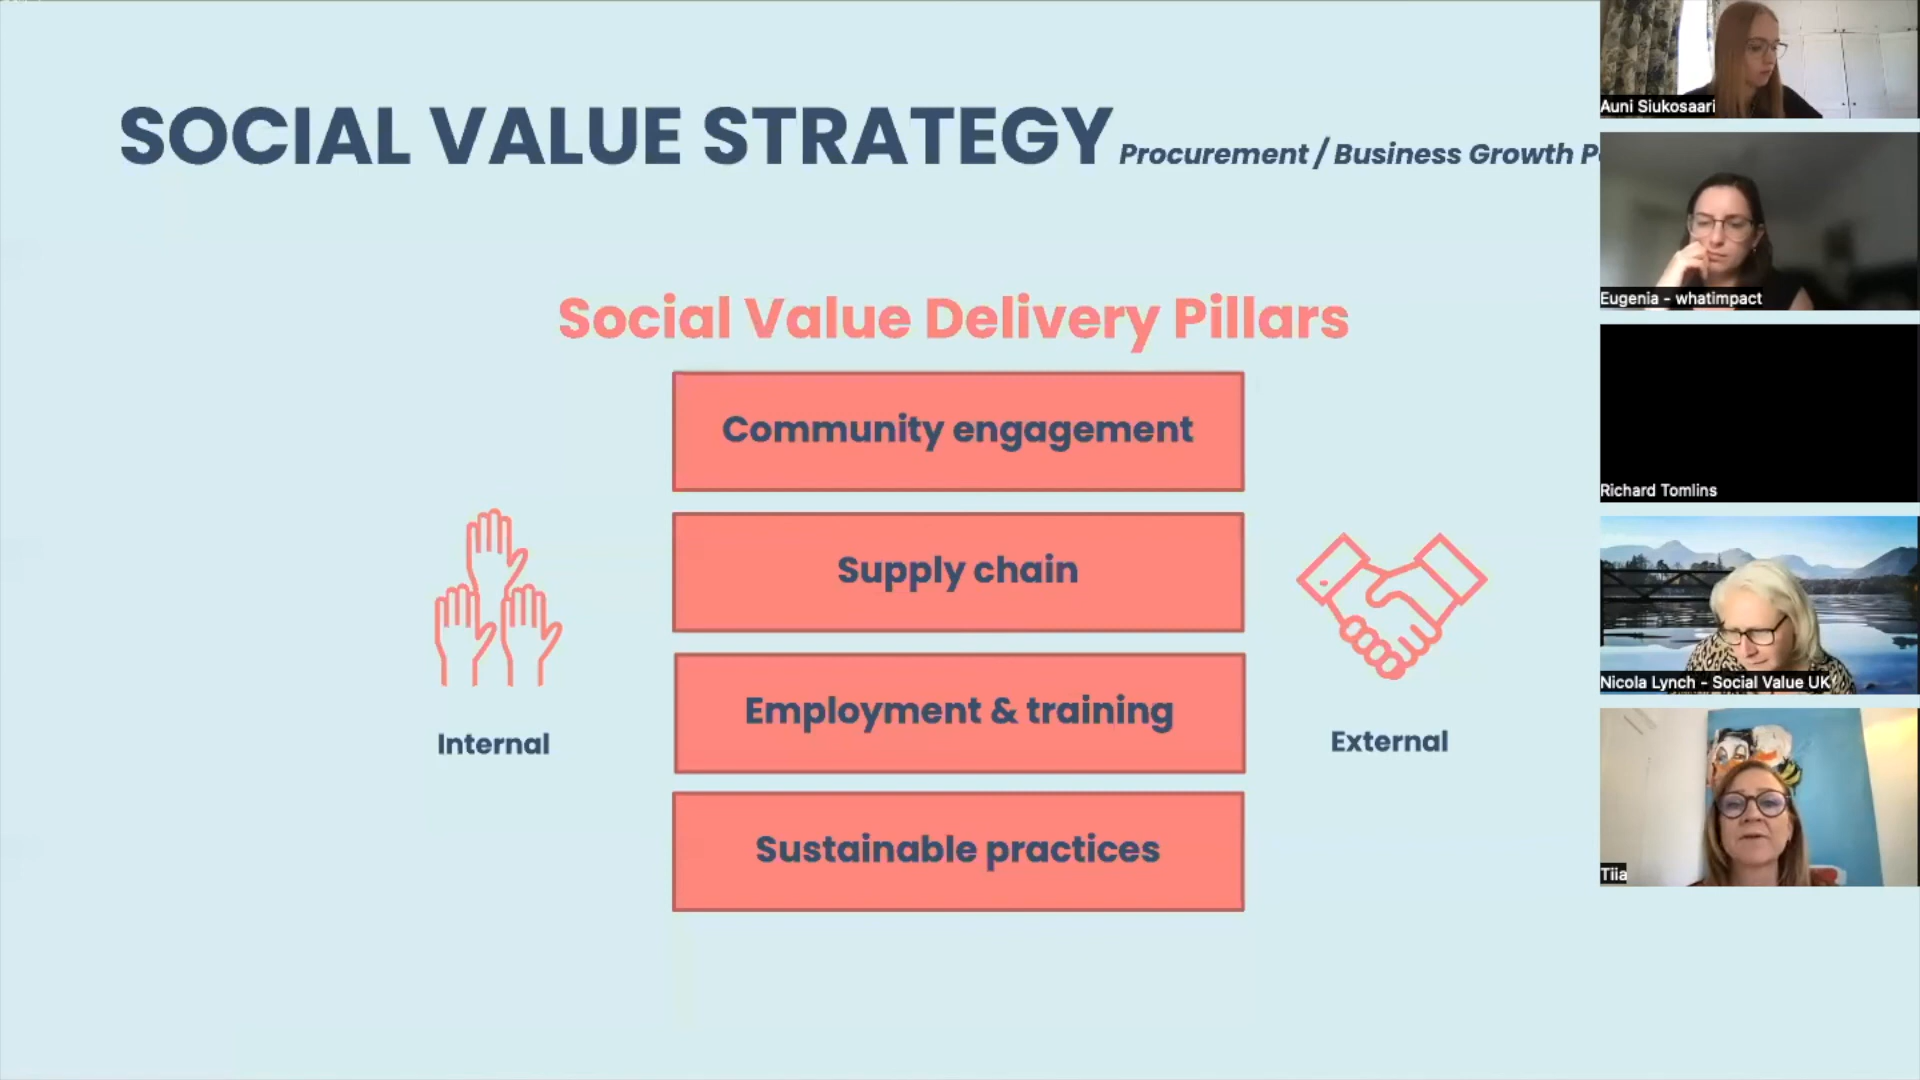 SOCIAL VALUE STRATEGY Procurement / Business Growth
Social Value Delivery Pillars
Community engagement
Supply chain
Employment & training
Sustainable practices
Internal
External
Auni Siukosaari
Eugenia - whatimpact
Richard Tomlins
Nicola Lynch - Social Value UK
Tiia